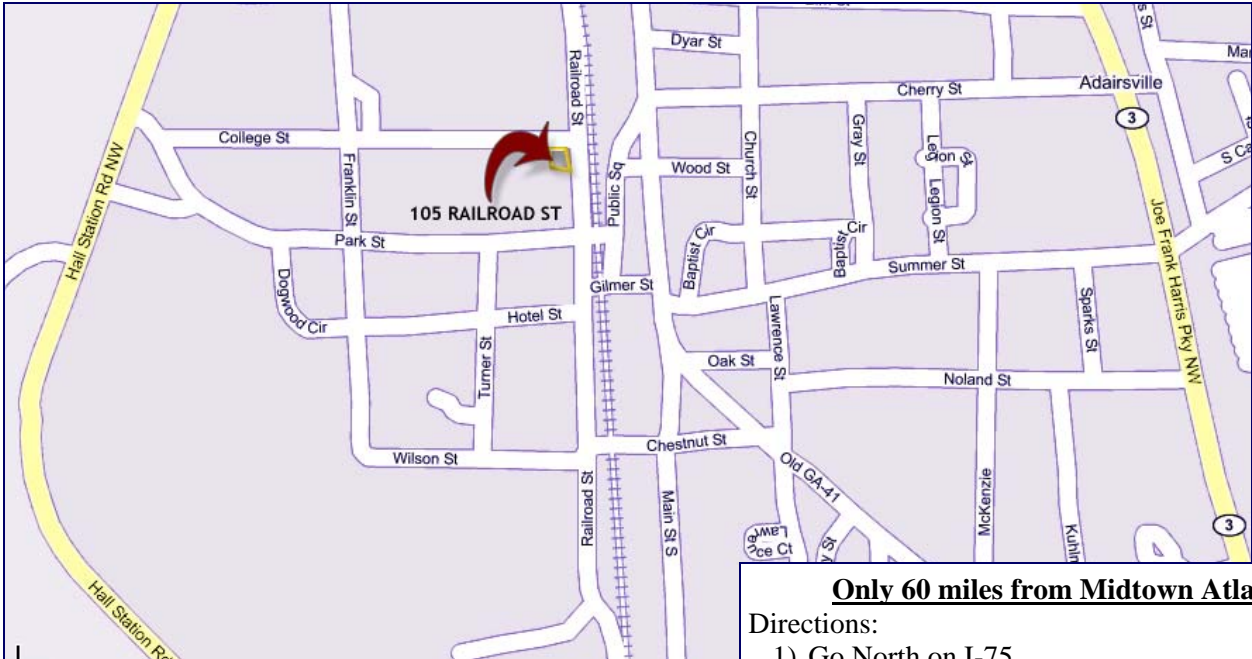 Dyar St
Railroad St
Cherry St
Adairsville
3
College St
Gray St
Legion St
Church St
Wood St
Public Sq
Franklin St
105 RAILROAD ST
Hall Station Rd NW
Park St
Baptist Cir
Baptist Cir
Legion St
Summer St
Joe Frank Harris Pky NW
Dogwood Cir
Gilmer St
Hotel St
Turner St
Lawrence St
Sparks St
Oak St
Noland St
Wilson St
Chestnut St
Old GA-41
Railroad St
Main St S
McKenzie
3
Lawrence Ct
Hall Station Rd
Only 60 miles from Midtown Atla
Directions:
1) Go North on I-75